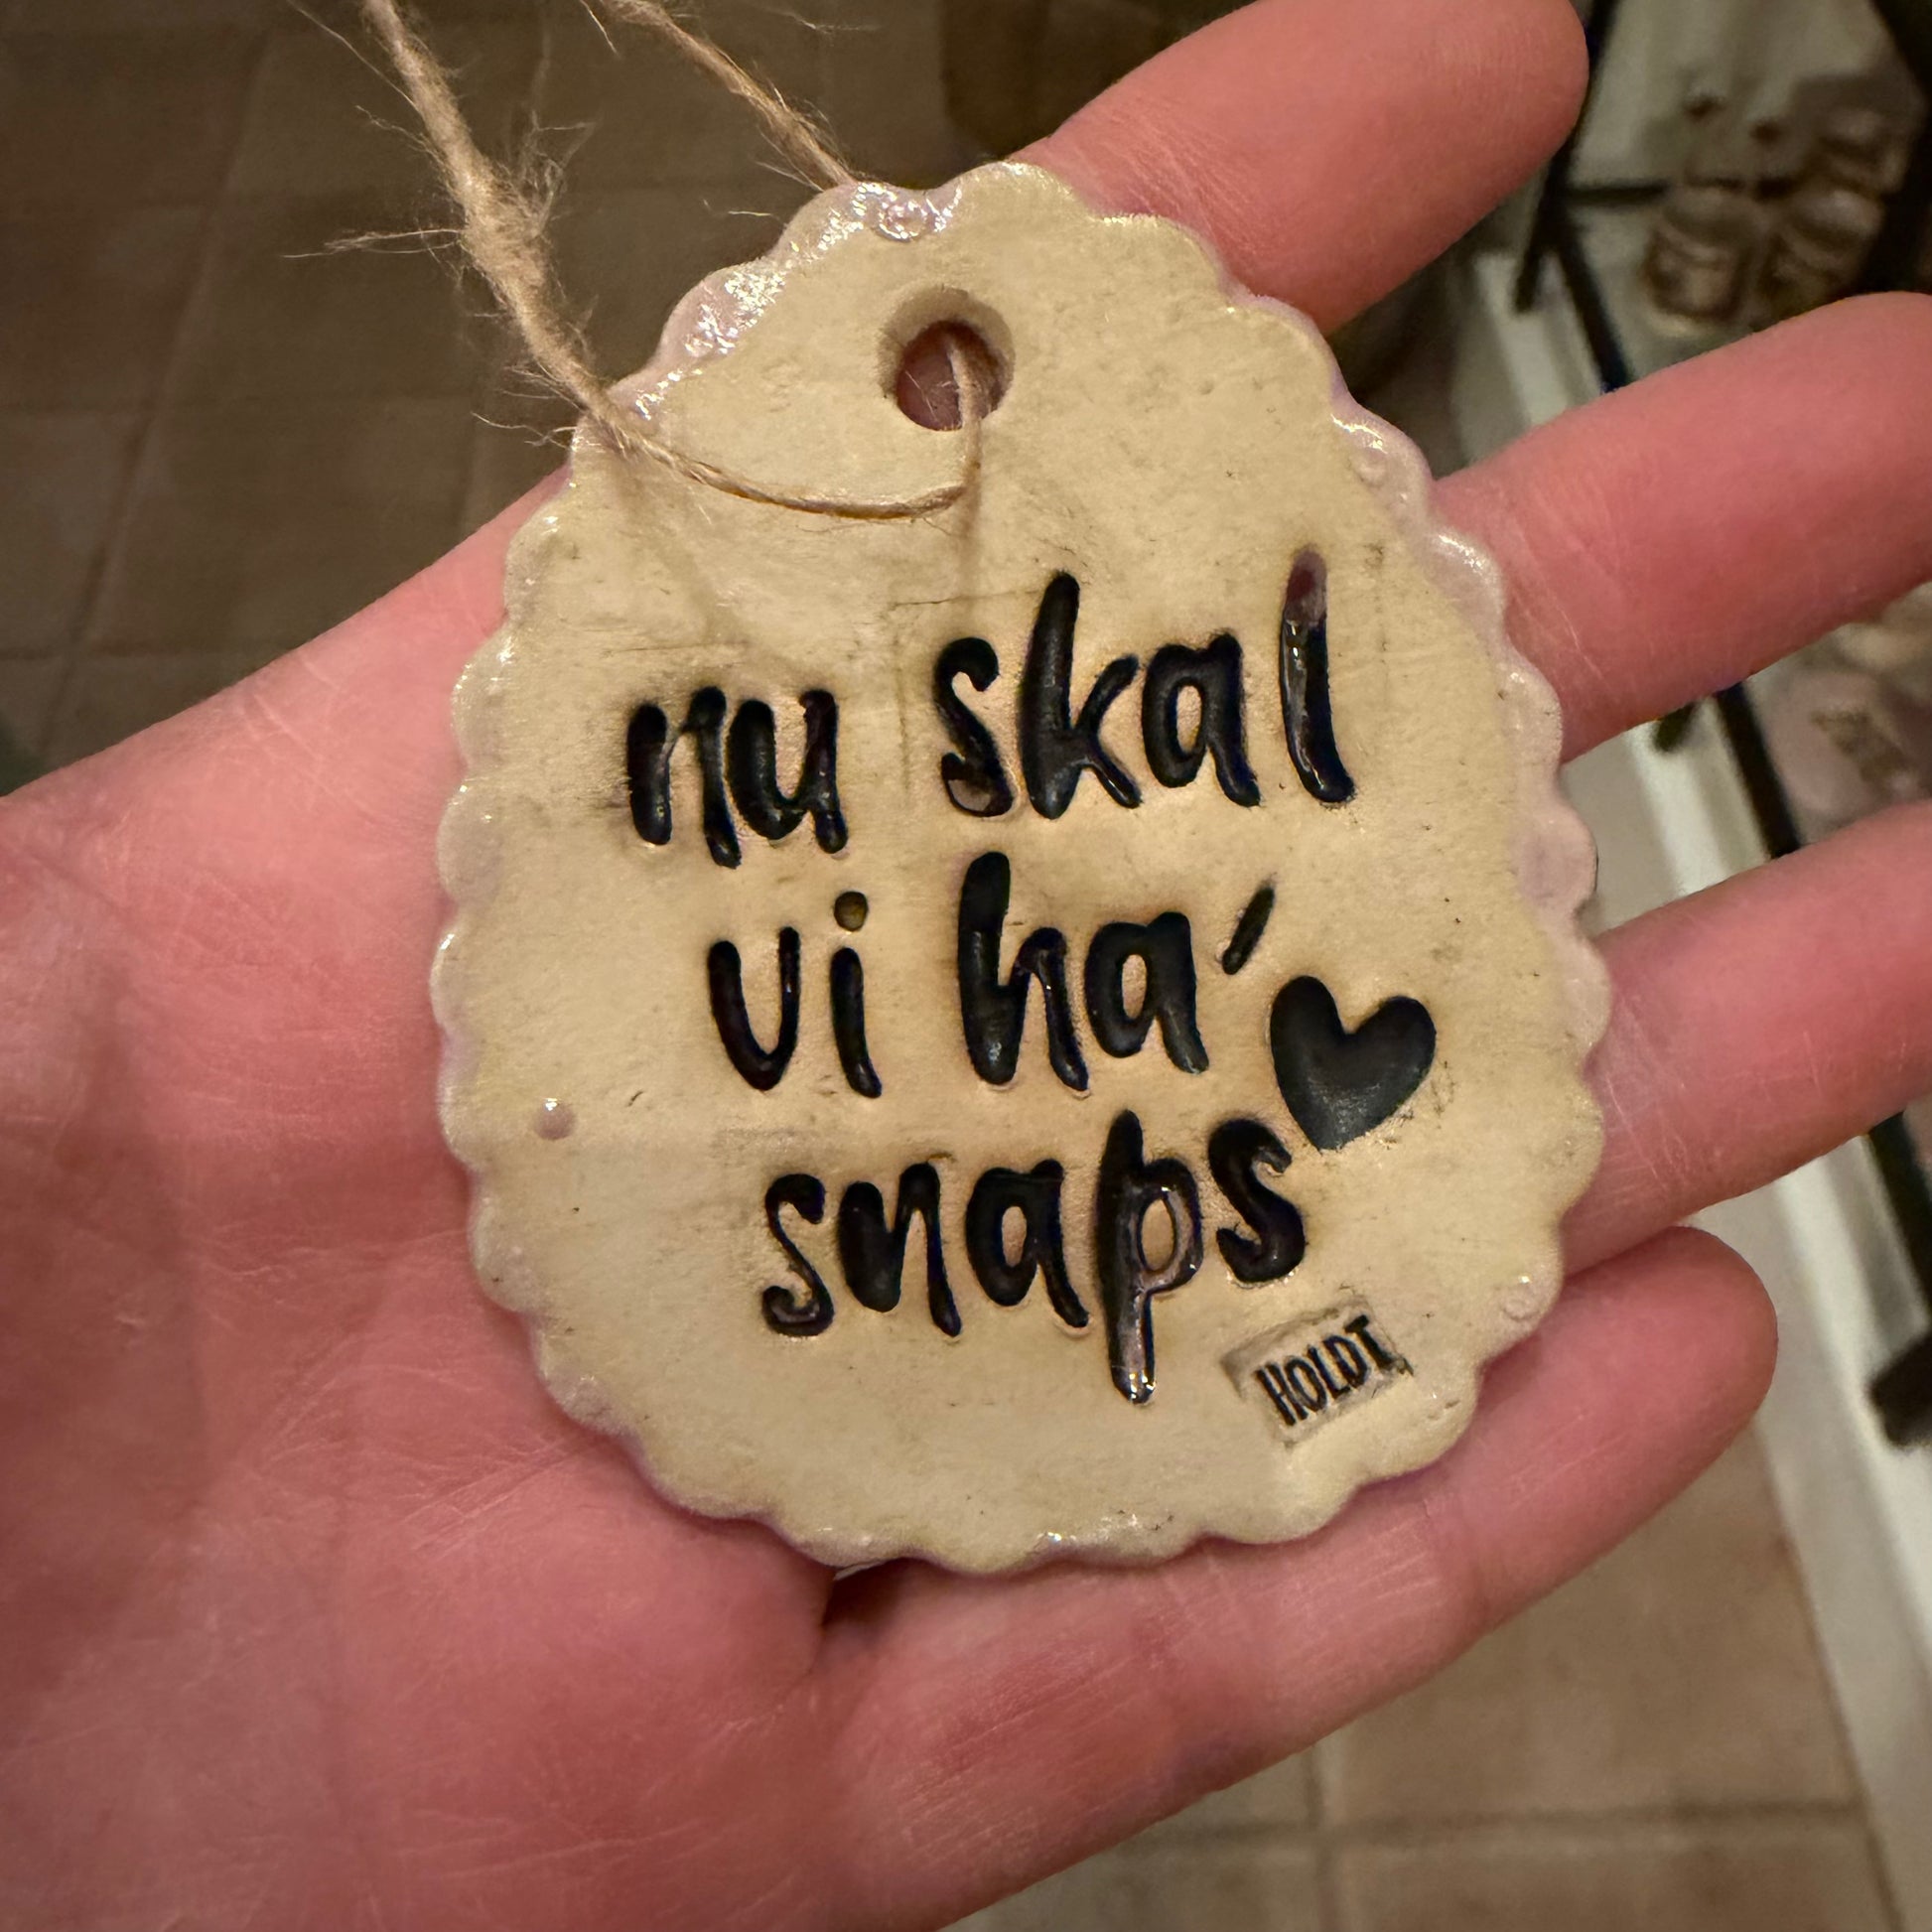 nu skal
vi ha'
snaps
HOLDT